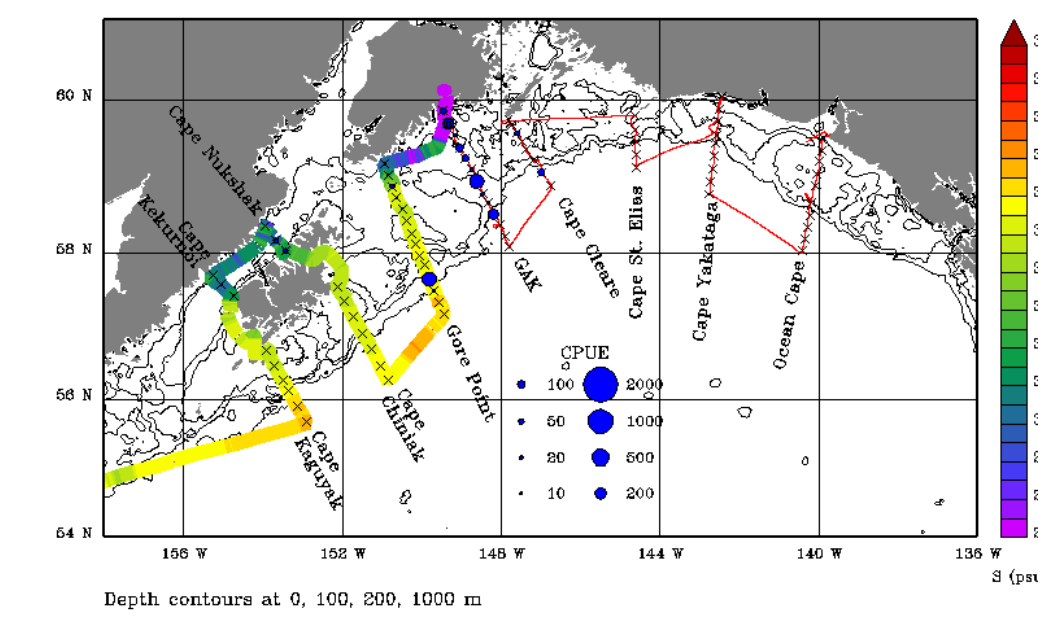 60 N
58 N
56 N
54 N
Cape Nukshak
Cape
Kekurnoi
Cape
Kaguyak
Cape
Chiniak
Gore Point
GAK
Cape Cleare
Cape St. Elias
Cape Yakataga
Ocean Cape
CPUE
100 2000
50 1000
20 500
10 200
156 W 152 W 148 W 144 W 140 W 136 W
S (psu
Depth contours at 0, 100, 200, 1000 m